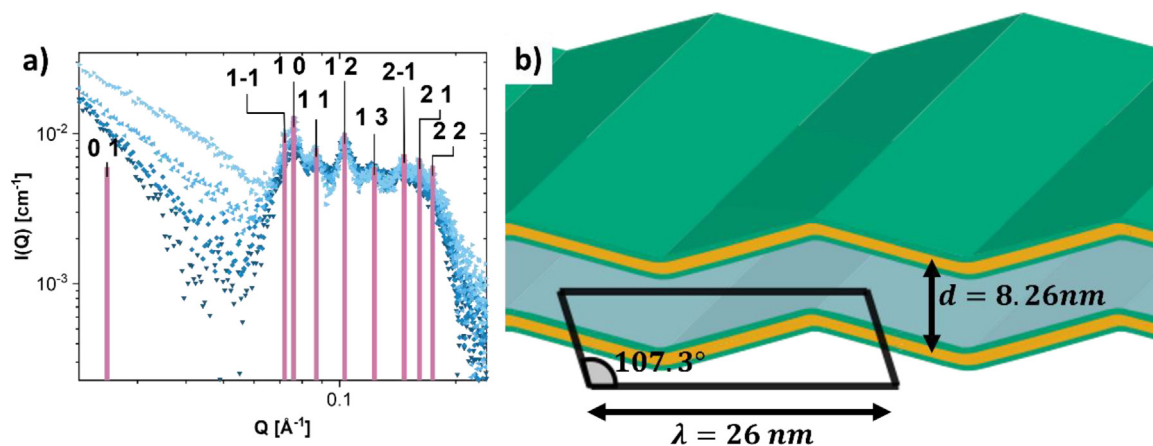 a)
b)
I(Q) [cm⁻¹]
10⁻²
10⁻³
0 1
1-1
1 0
1 1
1 2
1 3
2-1
2 1
2 2
0.1
Q [Å⁻¹]
d = 8.26nm
107.3°
λ = 26 nm